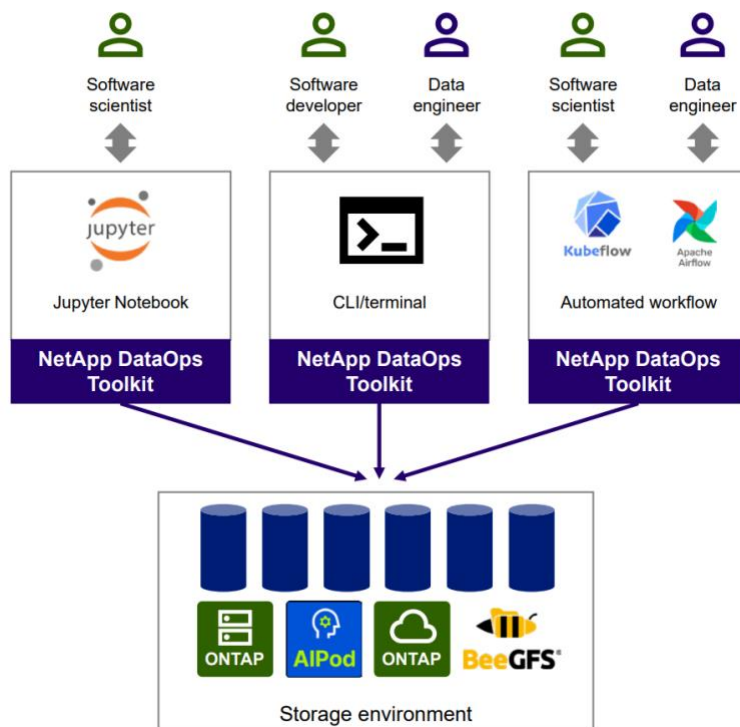 Software
scientist
Software
developer
Data
engineer
Software
scientist
Data
engineer
jupyter
Jupyter Notebook
CLI/terminal
Kubeflow
Apache
Airflow
Automated workflow
NetApp DataOps
Toolkit
NetApp DataOps
Toolkit
NetApp DataOps
Toolkit
ONTAP
AIPod
ONTAP
BeeGFS®
Storage environment